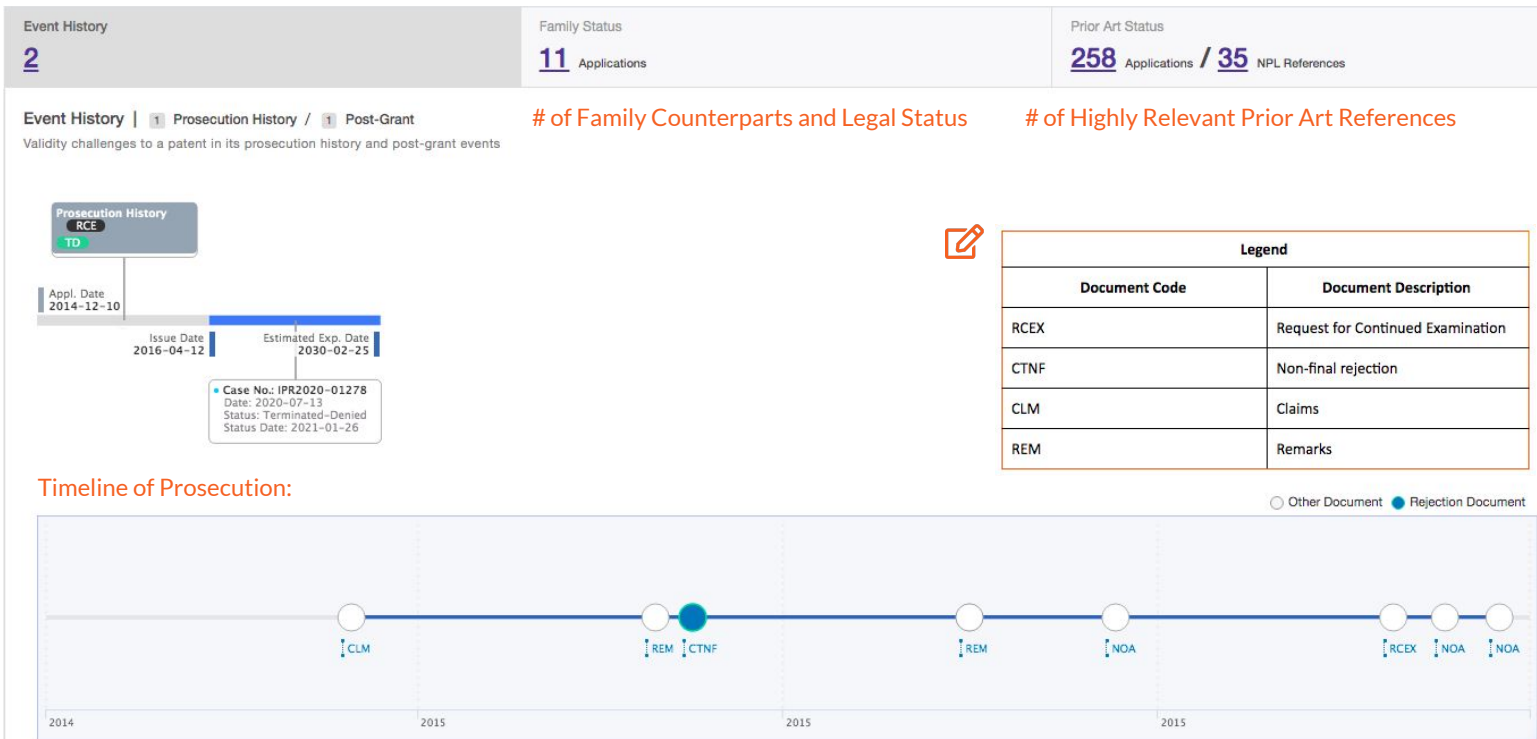 Event History
2
Family Status
11 Applications
Prior Art Status
258 Applications / 35 NPL References
Event History | 1 Prosecution History / 1 Post-Grant
Validity challenges to a patent in its prosecution history and post-grant events
# of Family Counterparts and Legal Status
# of Highly Relevant Prior Art References
Prosecution History
RCE
TD
Appl. Date
2014-12-10
Issue Date
2016-04-12
Estimated Exp. Date
2030-02-25
Case No.: IPR2020-01278
Date: 2020-07-13
Status: Terminated-Denied
Status Date: 2021-01-26
Legend
Document Code Document Description
RCEX Request for Continued Examination
CTNF Non-final rejection
CLM Claims
REM Remarks
Timeline of Prosecution:
Other Document Rejection Document
CLM REM CTNF REM NOA RCEX NOA NOA
2014 2015 2015 2015